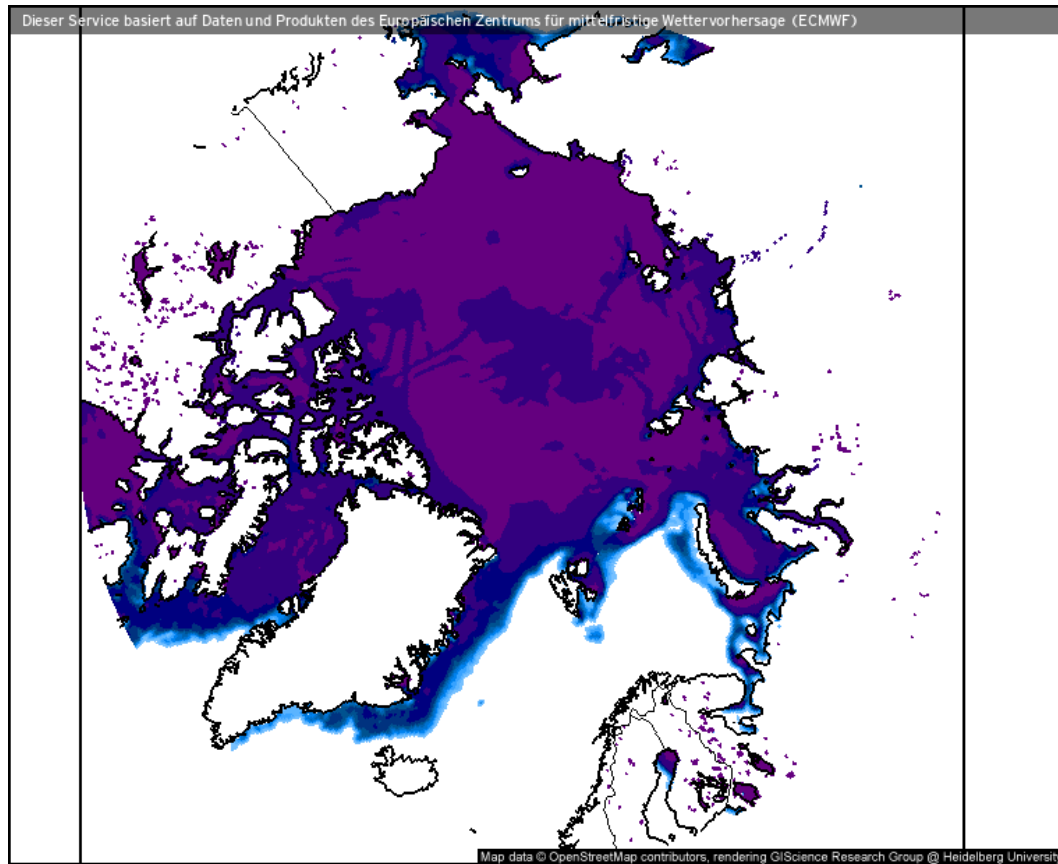 Dieser Service basiert auf Daten und Produkten des Europäischen Zentrums für mittelfristige Wettervorhersage (ECMWF)
Map data © OpenStreetMap contributors, rendering GIScience Research Group @ Heidelberg Universit